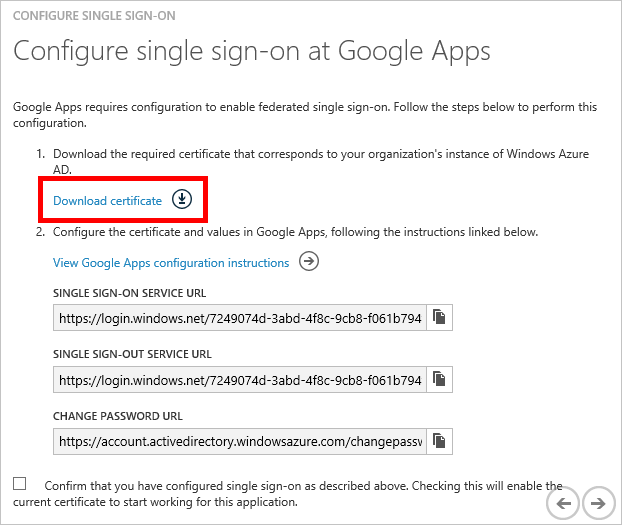 CONFIGURE SINGLE SIGN-ON
Configure single sign-on at Google Apps
Google Apps requires configuration to enable federated single sign-on. Follow the steps below to perform this
configuration.
1. Download the required certificate that corresponds to your organization's instance of Windows Azure
AD.
Download certificate
2. Configure the certificate and values in Google Apps, following the instructions linked below.
View Google Apps configuration instructions
SINGLE SIGN-ON SERVICE URL
https://login.windows.net/7249074d-3abd-4f8c-9cb8-f061b794
SINGLE SIGN-OUT SERVICE URL
https://login.windows.net/7249074d-3abd-4f8c-9cb8-f061b794
CHANGE PASSWORD URL
https://account.activedirectory.windowsazure.com/changepassw
Confirm that you have configured single sign-on as described above. Checking this will enable the
current certificate to start working for this application.